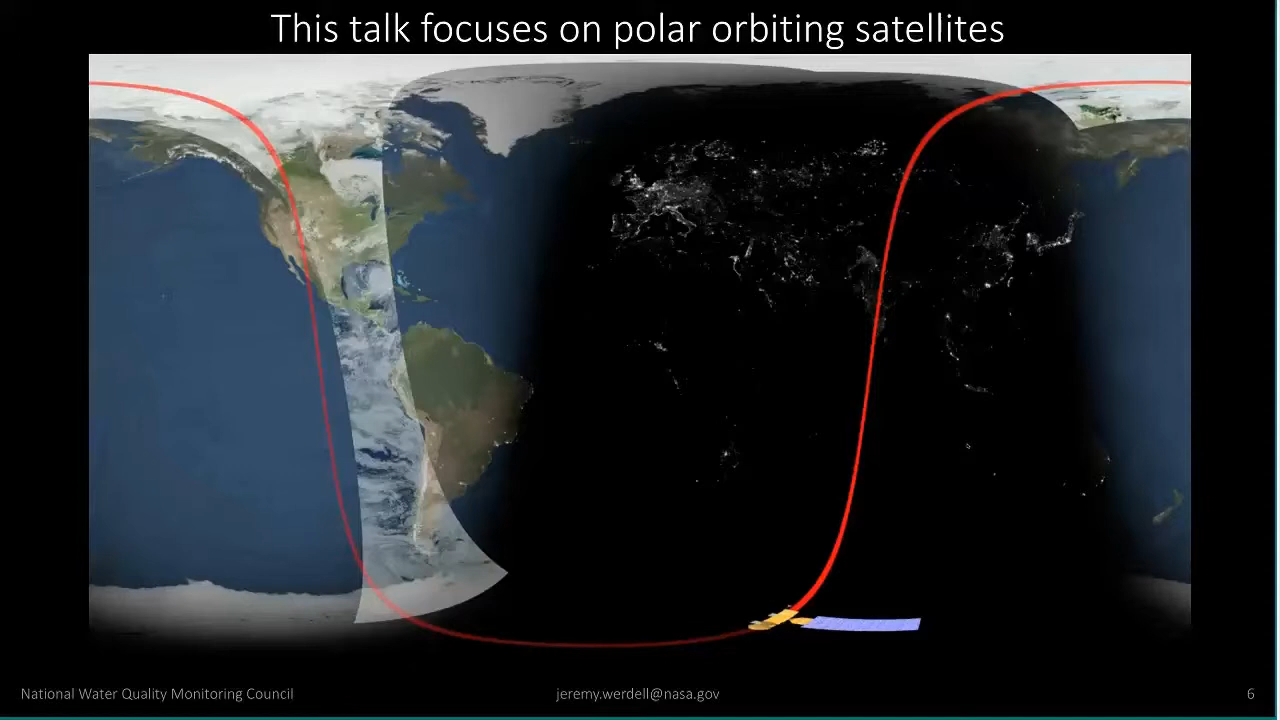 This talk focuses on polar orbiting satellites
National Water Quality Monitoring Council
jeremy.werdell@nasa.gov
6